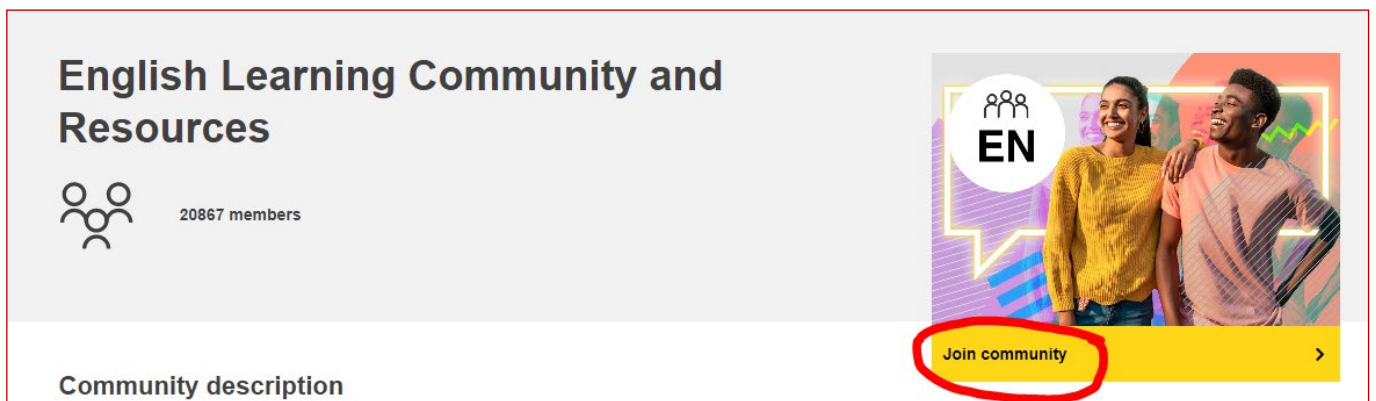 English Learning Community and
Resources
20867 members
EN
Join community
Community description